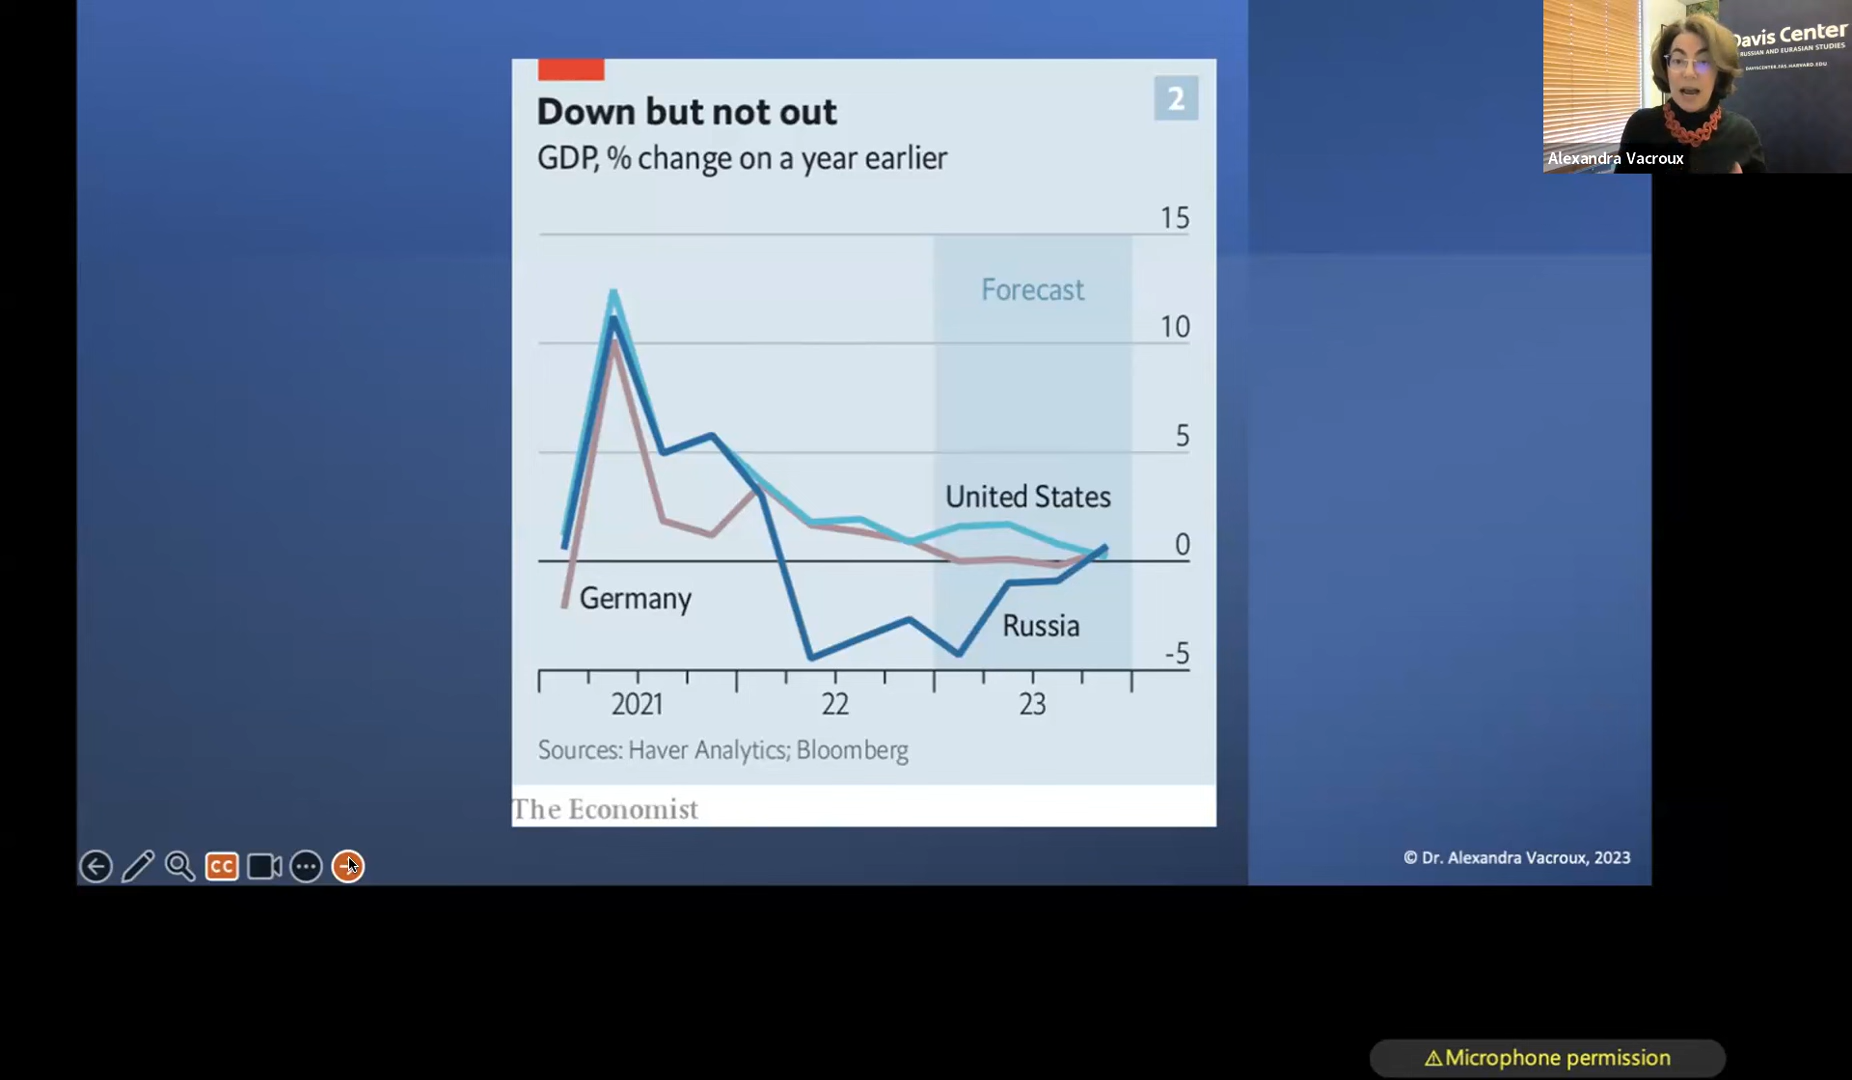 Down but not out
2
GDP, % change on a year earlier
15
Forecast
10
5
United States
0
Germany
Russia
-5
2021 22 23
Sources: Haver Analytics; Bloomberg
The Economist
CC
© Dr. Alexandra Vacroux, 2023
Davis Center
RUSSIAN AND EURASIAN STUDIES
DAVISCENTER.FAS.HARVARD.EDU
Alexandra Vacroux
⚠Microphone permission